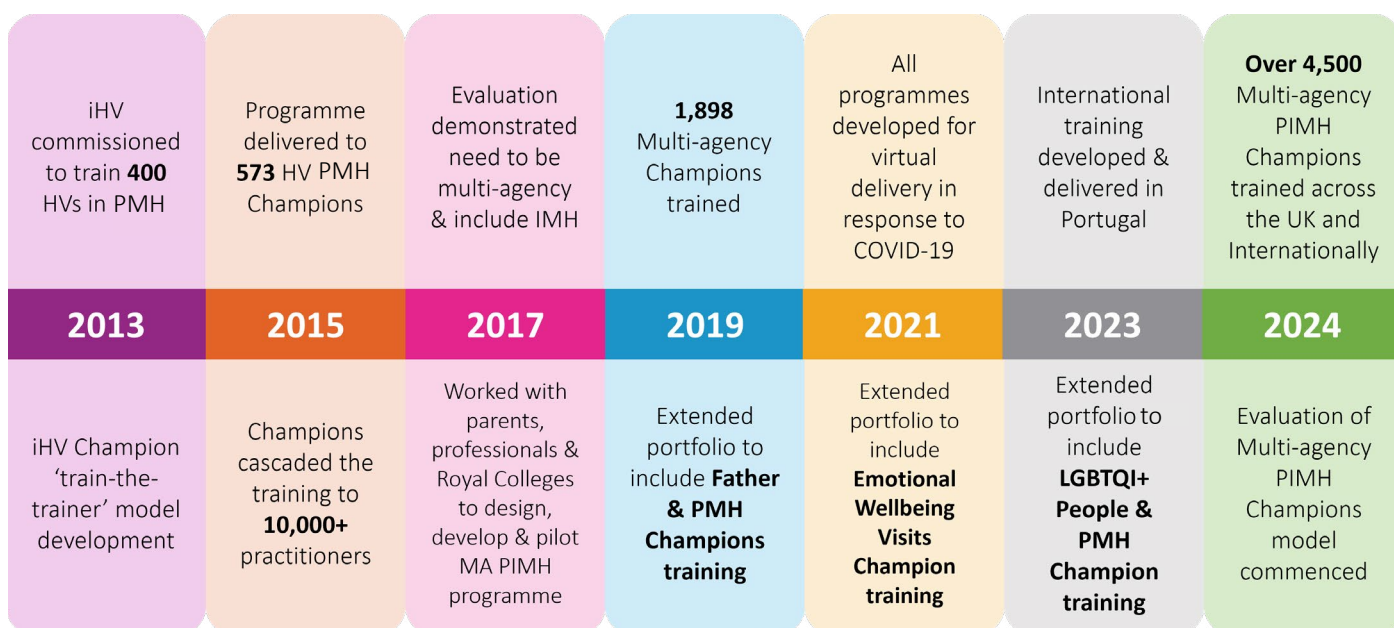 iHV
commissioned
to train 400
HVs in PMH
Programme
delivered to
573 HV PMH
Champions
Evaluation
demonstrated
need to be
multi-agency
& include IMH
1,898
Multi-agency
Champions
trained
All
programmes
developed for
virtual
delivery in
response to
COVID-19
International
training
developed &
delivered in
Portugal
Over 4,500
Multi-agency
PIMH
Champions
trained across
the UK and
Internationally
2013
2015
2017
2019
2021
2023
2024
iHV Champion
‘train-the-
trainer’ model
development
Champions
cascaded the
training to
10,000+
practitioners
Worked with
parents,
professionals &
Royal Colleges
to design,
develop & pilot
MA PIMH
programme
Extended
portfolio to
include Father
& PMH
Champions
training
Extended
portfolio to
include
Emotional
Wellbeing
Visits
Champion
training
Extended
portfolio to
include
LGBTQI+
People &
PMH
Champion
training
Evaluation of
Multi-agency
PIMH
Champions
model
commenced